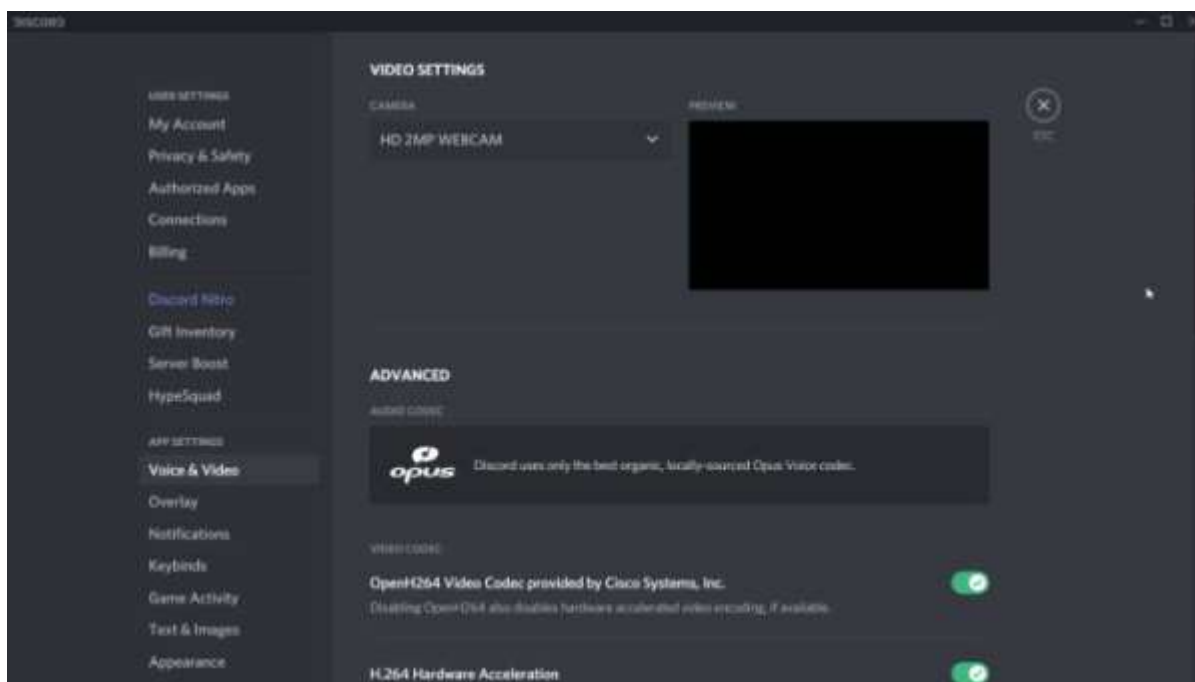 DISCORD
USER SETTINGS
My Account
Privacy & Safety
Authorized Apps
Connections
Billing
Discord Nitro
Gift Inventory
Server Boost
HypeSquad
APP SETTINGS
Voice & Video
Overlay
Notifications
Keybinds
Game Activity
Text & Images
Appearance
VIDEO SETTINGS
CAMERA
HD 2MP WEBCAM
PREVIEW
ESC
ADVANCED
AUDIO CODEC
opus
Discord uses only the best organic, locally-sourced Opus Voice codec.
VIDEO CODEC
OpenH264 Video Codec provided by Cisco Systems, Inc.
Disabling OpenH264 also disables hardware accelerated video encoding, if available.
H.264 Hardware Acceleration